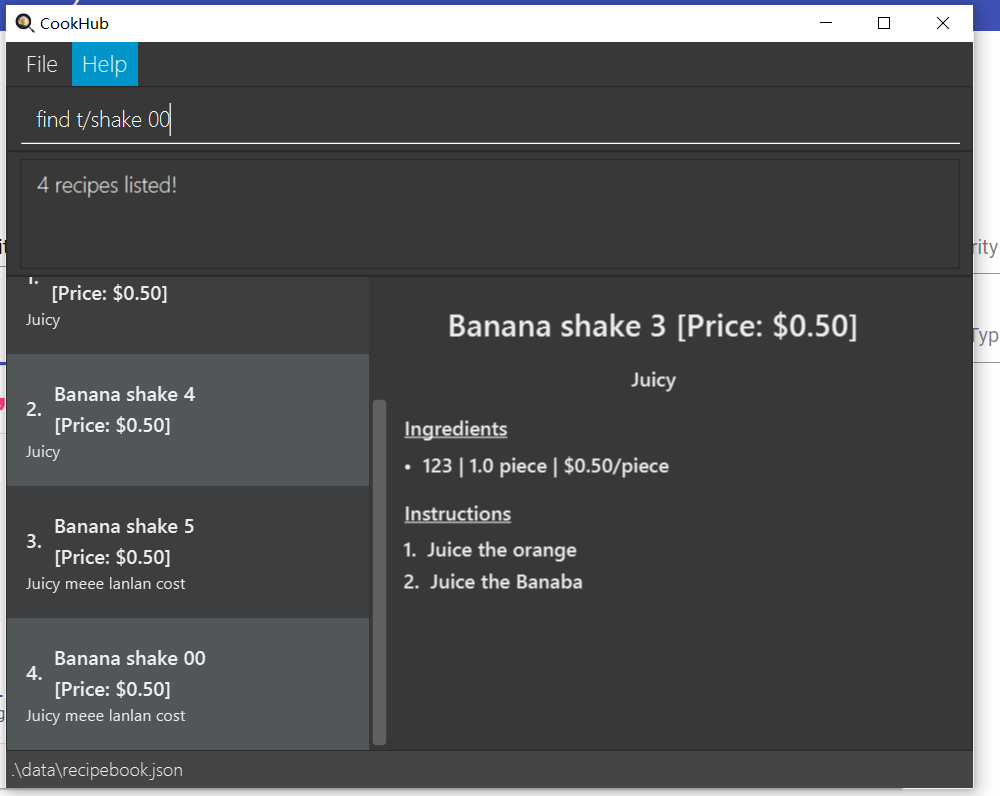 CookHub
File Help
find t/shake 00
4 recipes listed!
1.
[Price: $0.50]
Juicy
2. Banana shake 4
[Price: $0.50]
Juicy
3. Banana shake 5
[Price: $0.50]
Juicy meee lanlan cost
4. Banana shake 00
[Price: $0.50]
Juicy meee lanlan cost
Banana shake 3 [Price: $0.50]
Juicy
Ingredients
• 123 | 1.0 piece | $0.50/piece
Instructions
1. Juice the orange
2. Juice the Banaba
.\data\recipebook.json
rity
Typ